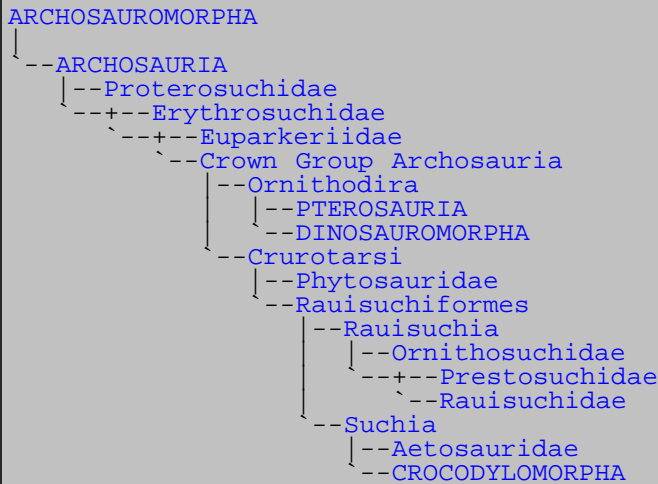 ARCHOSAUROMORPHA
|
`--ARCHOSAURIA
   |--Proterosuchidae
   `--+--Erythrosuchidae
      `--+--Euparkeriidae
         `--Crown Group Archosauria
            |--Ornithodira
            |  |--PTEROSAURIA
            |  `--DINOSAUROMORPHA
            `--Crurotarsi
               |--Phytosauridae
               `--Rauisuchiformes
                  |--Rauisuchia
                  |  |--Ornithosuchidae
                  |  `--+--Prestosuchidae
                  |     `--Rauisuchidae
                  `--Suchia
                     |--Aetosauridae
                     `--CROCODYLOMORPHA